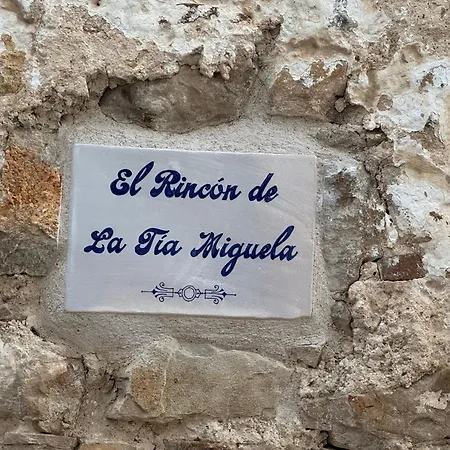 El Rincón de
La Tía Miguela